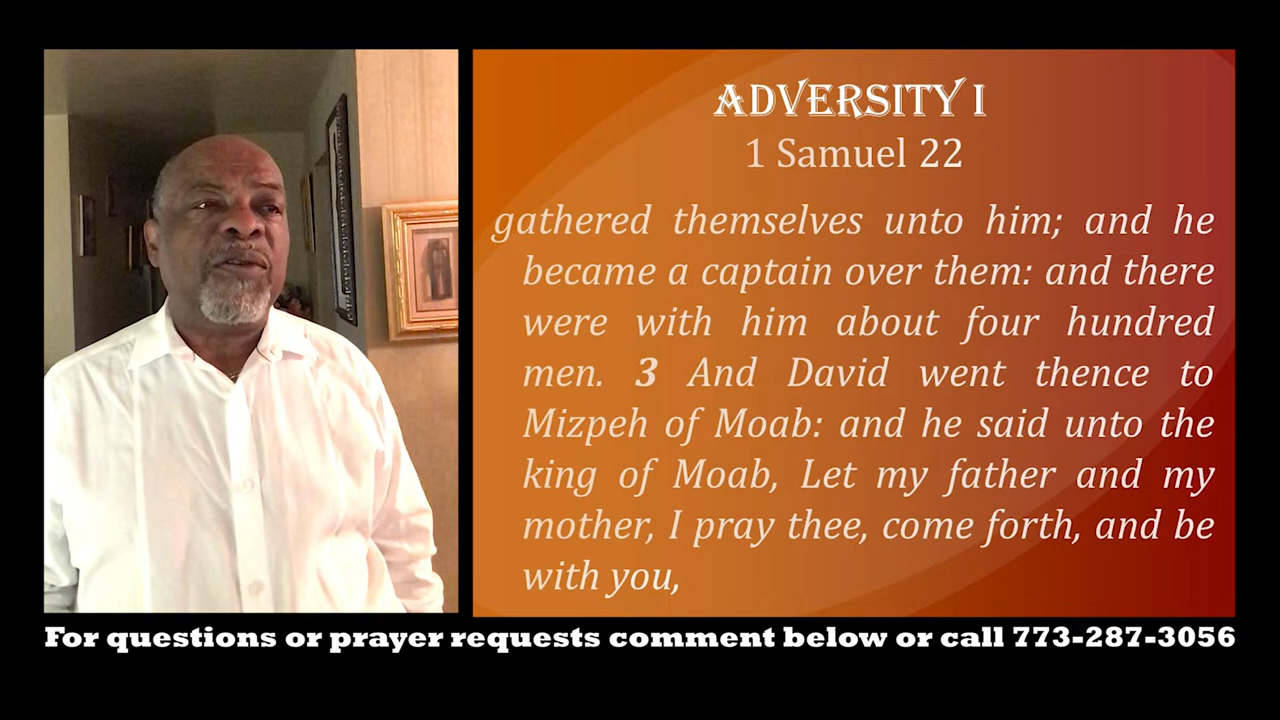 ADVERSITY I
1 Samuel 22
gathered themselves unto him; and he
became a captain over them: and there
were with him about four hundred
men. 3 And David went thence to
Mizpeh of Moab: and he said unto the
king of Moab, Let my father and my
mother, I pray thee, come forth, and be
with you,
For questions or prayer requests comment below or call 773-287-3056